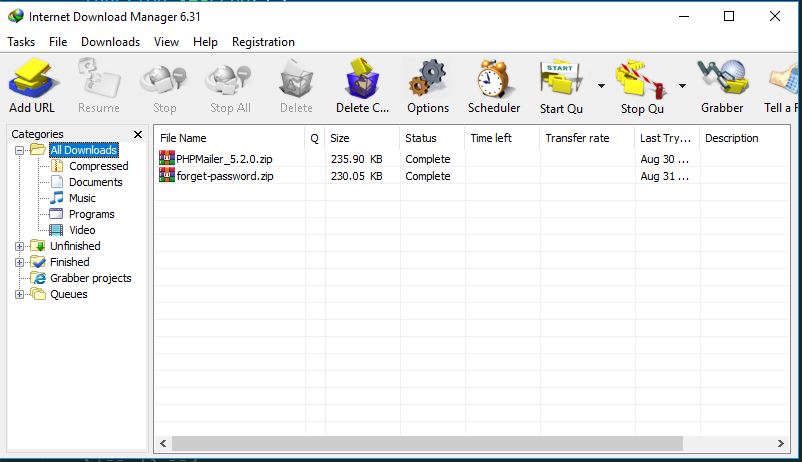 Internet Download Manager 6.31
Tasks File Downloads View Help Registration
Add URL Resume Stop Stop All Delete Delete C... Options Scheduler Start Qu Stop Qu Grabber Tell a F
Categories
File Name Q Size Status Time left Transfer rate Last Try... Description
All Downloads
PHPMailer_5.2.0.zip 235.90 KB Complete Aug 30 ...
Compressed
forget-password.zip 230.05 KB Complete Aug 31 ...
Documents
Music
Programs
Video
Unfinished
Finished
Grabber projects
Queues